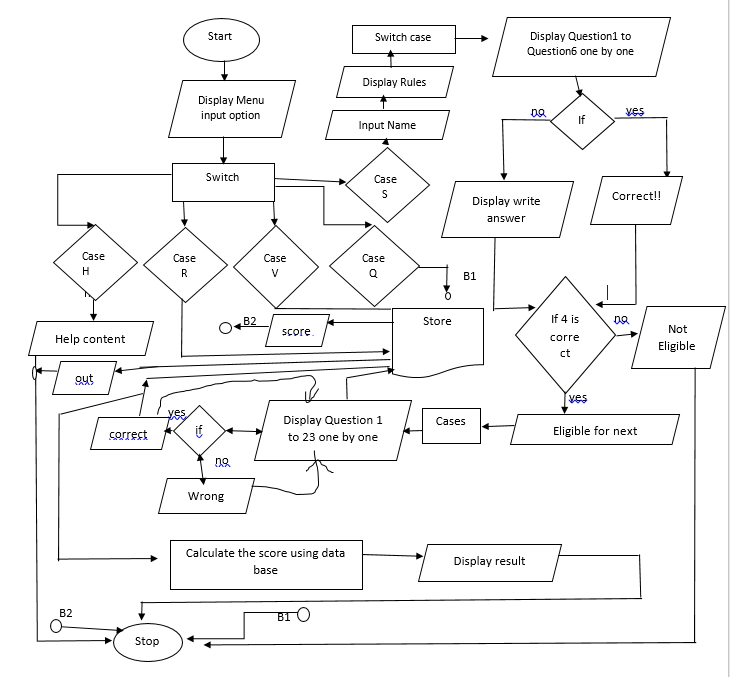 Start
Switch case
Display Question1 to
Question6 one by one
Display Rules
Display Menu
input option
Input Name
no
If
yes
Switch
Case
S
Display write
answer
Correct!!
Case
H
Case
R
Case
V
Case
Q
B1
B2
score.
Store
If 4 is
corre
ct
no
Not
Eligible
Help content
out
yes
correct
yes
if
Display Question 1
to 23 one by one
Cases
Eligible for next
no
Wrong
Calculate the score using data
base
Display result
B2
B1
Stop